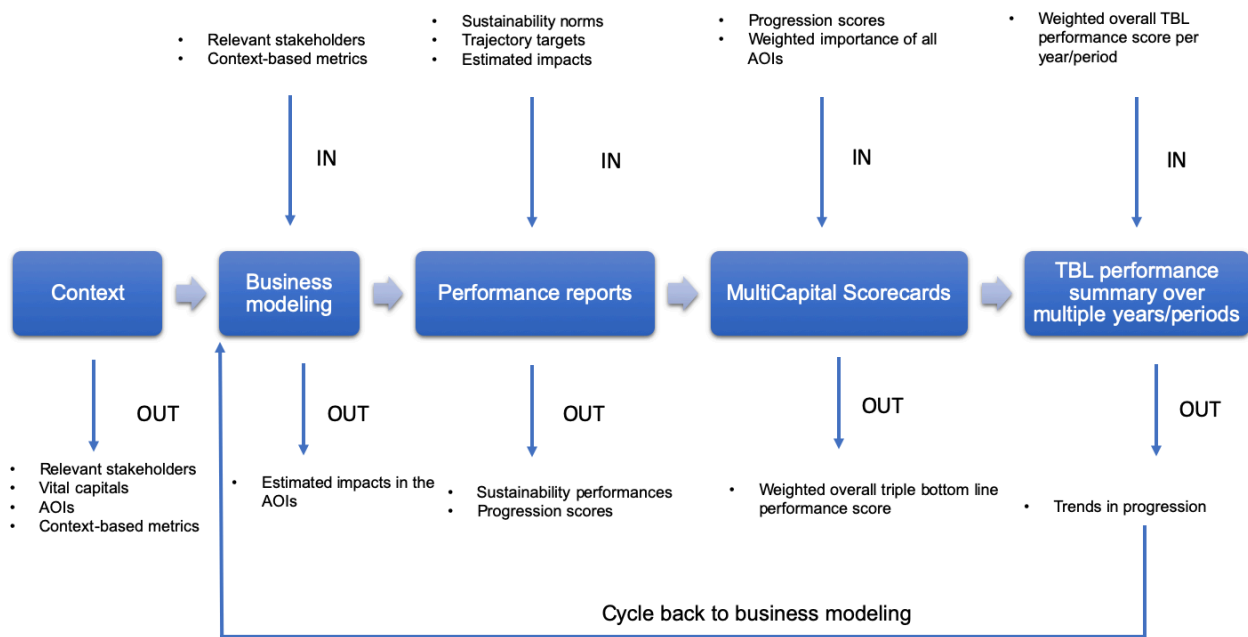 • Relevant stakeholders
• Context-based metrics
• Sustainability norms
• Trajectory targets
• Estimated impacts
• Progression scores
• Weighted importance of all
AOIs
• Weighted overall TBL
performance score per
year/period
IN
IN
IN
IN
Context
Business
modeling
Performance reports
MultiCapital Scorecards
TBL performance
summary over
multiple years/periods
OUT
OUT
OUT
OUT
OUT
• Relevant stakeholders
• Vital capitals
• AOIs
• Context-based metrics
• Estimated impacts in the
AOIs
• Sustainability performances
• Progression scores
• Weighted overall triple bottom line
performance score
• Trends in progression
Cycle back to business modeling